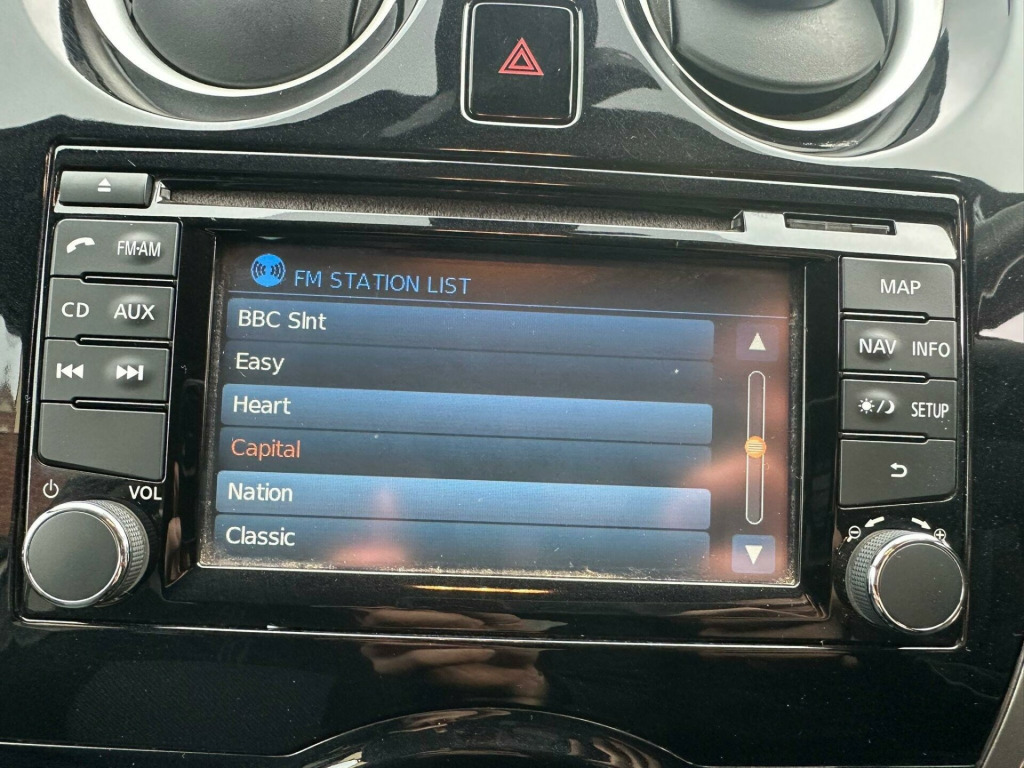 FM·AM
CD AUX
VOL
FM STATION LIST
BBC Slnt
Easy
Heart
Capital
Nation
Classic
MAP
NAV INFO
SETUP